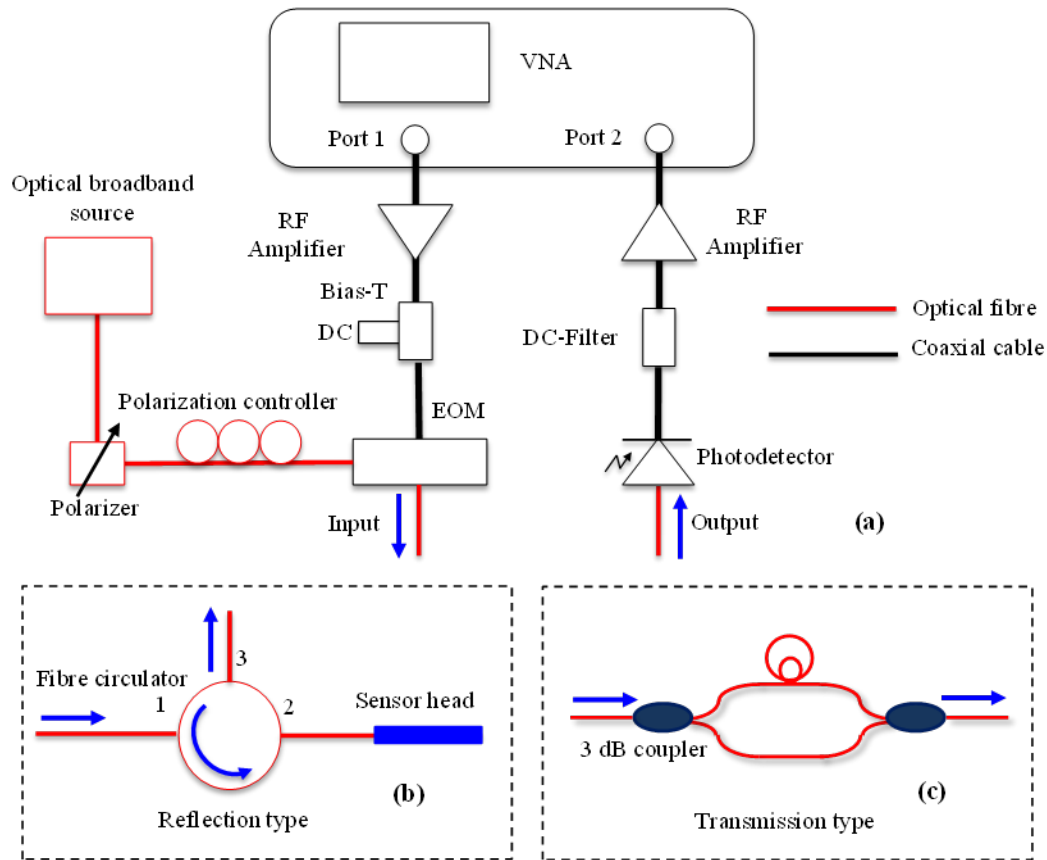 VNA
Port 1
Port 2
Optical broadband
source
RF
Amplifier
RF
Amplifier
Bias-T
DC
DC-Filter
Optical fibre
Coaxial cable
Polarization controller
EOM
Photodetector
Polarizer
Input
Output
(a)
Fibre circulator
1
3
2
Sensor head
(b)
Reflection type
3 dB coupler
(c)
Transmission type